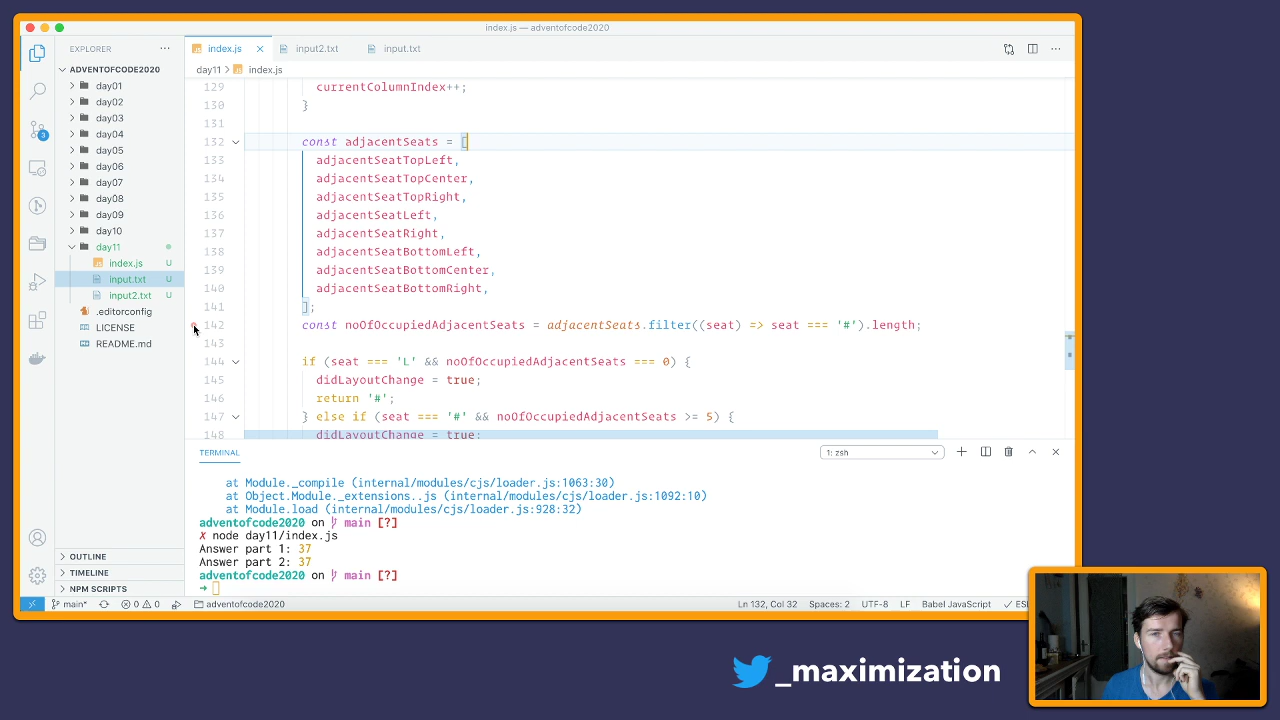 index.js — adventofcode2020
EXPLORER
index.js
input2.txt
input.txt
ADVENTOFCODE2020
day11 > index.js
day01
day02
day03
day04
day05
day06
day07
day08
day09
day10
day11
index.js U
input.txt U
input2.txt U
.editorconfig
LICENSE
README.md
OUTLINE
TIMELINE
NPM SCRIPTS
3
129 currentColumnIndex++;
130 }
131
132 const adjacentSeats = [
133 adjacentSeatTopLeft,
134 adjacentSeatTopCenter,
135 adjacentSeatTopRight,
136 adjacentSeatLeft,
137 adjacentSeatRight,
138 adjacentSeatBottomLeft,
139 adjacentSeatBottomCenter,
140 adjacentSeatBottomRight,
141 ];
142 const noOfOccupiedAdjacentSeats = adjacentSeats.filter((seat) => seat === '#').length;
143
144 if (seat === 'L' && noOfOccupiedAdjacentSeats === 0) {
145 didLayoutChange = true;
146 return '#';
147 } else if (seat === '#' && noOfOccupiedAdjacentSeats >= 5) {
148 didLayoutChange = true;
TERMINAL
1: zsh
at Module._compile (internal/modules/cjs/loader.js:1063:30)
at Object.Module._extensions..js (internal/modules/cjs/loader.js:1092:10)
at Module.load (internal/modules/cjs/loader.js:928:32)
adventofcode2020 on main [?]
✗ node day11/index.js
Answer part 1: 37
Answer part 2: 37
adventofcode2020 on main [?]
→
main* 0 0 adventofcode2020 Ln 132, Col 32 Spaces: 2 UTF-8 LF Babel JavaScript ✓ ES
_maximization